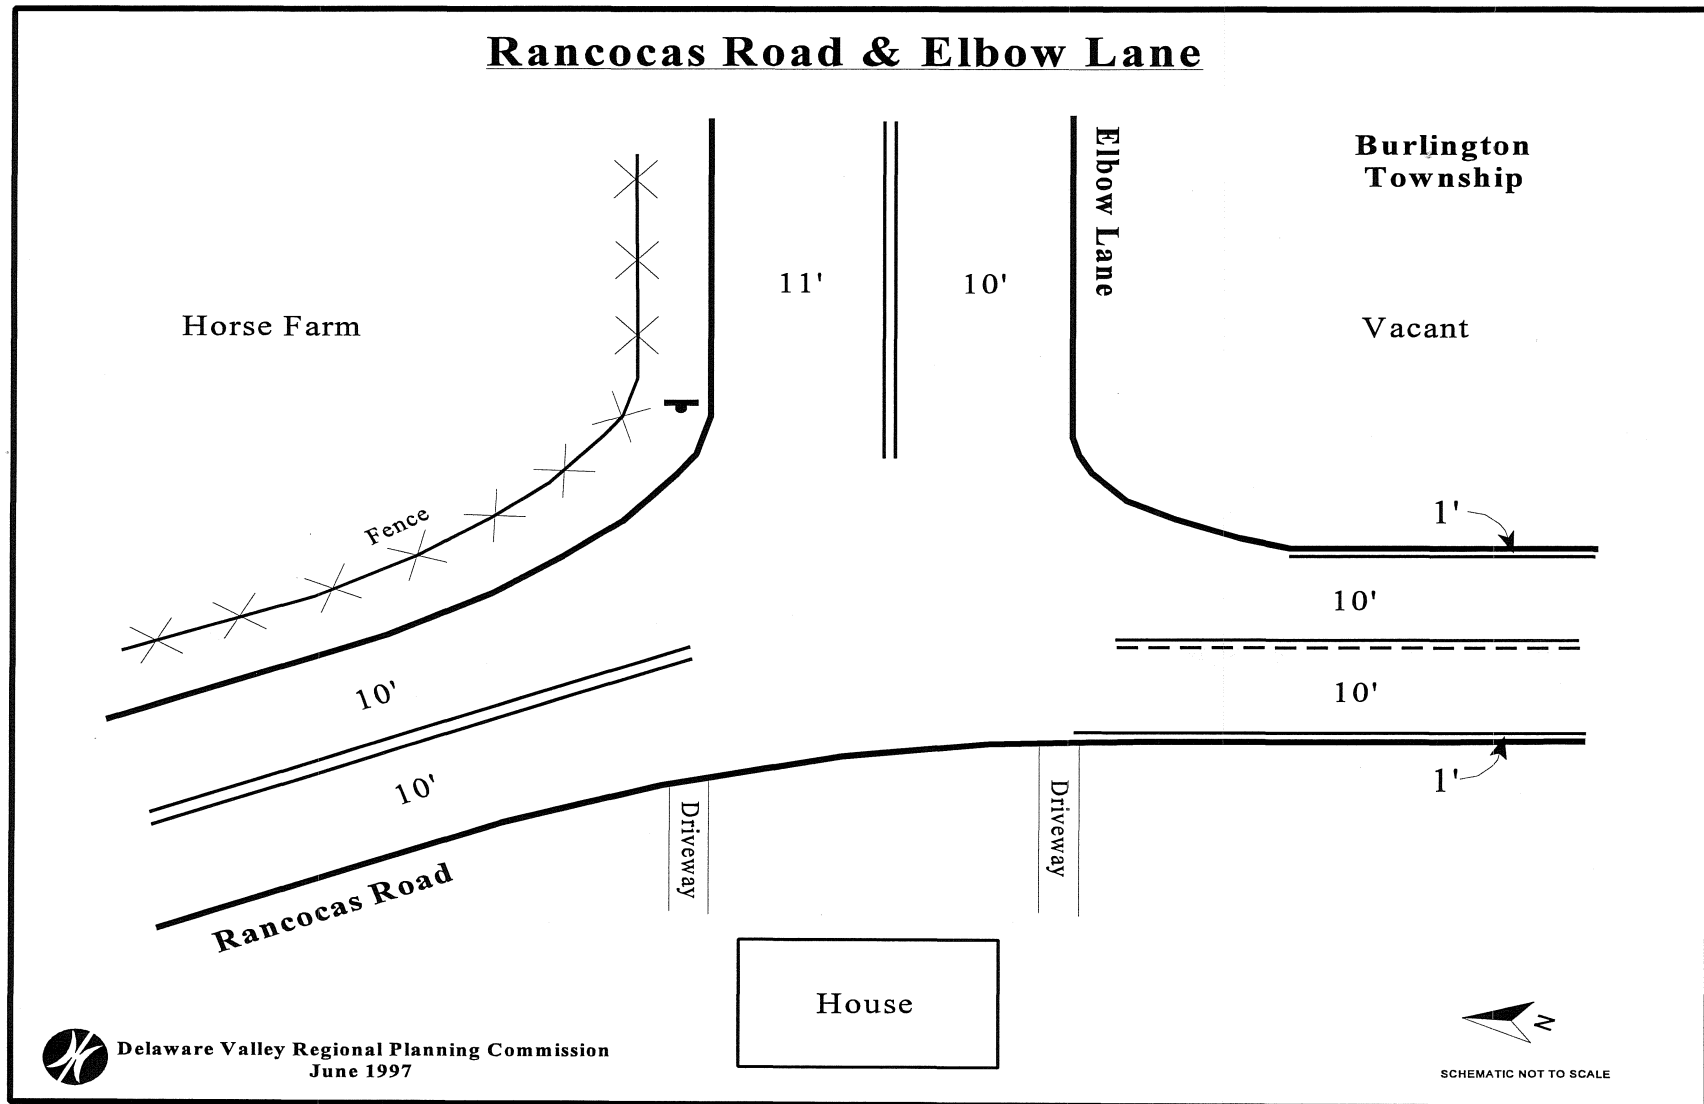 Rancocas Road & Elbow Lane
Burlington
Township
Elbow Lane
11'
10'
Horse Farm
Vacant
Fence
1'
10'
10'
10'
10'
1'
Driveway
Driveway
Rancocas Road
House
N
Delaware Valley Regional Planning Commission
June 1997
SCHEMATIC NOT TO SCALE